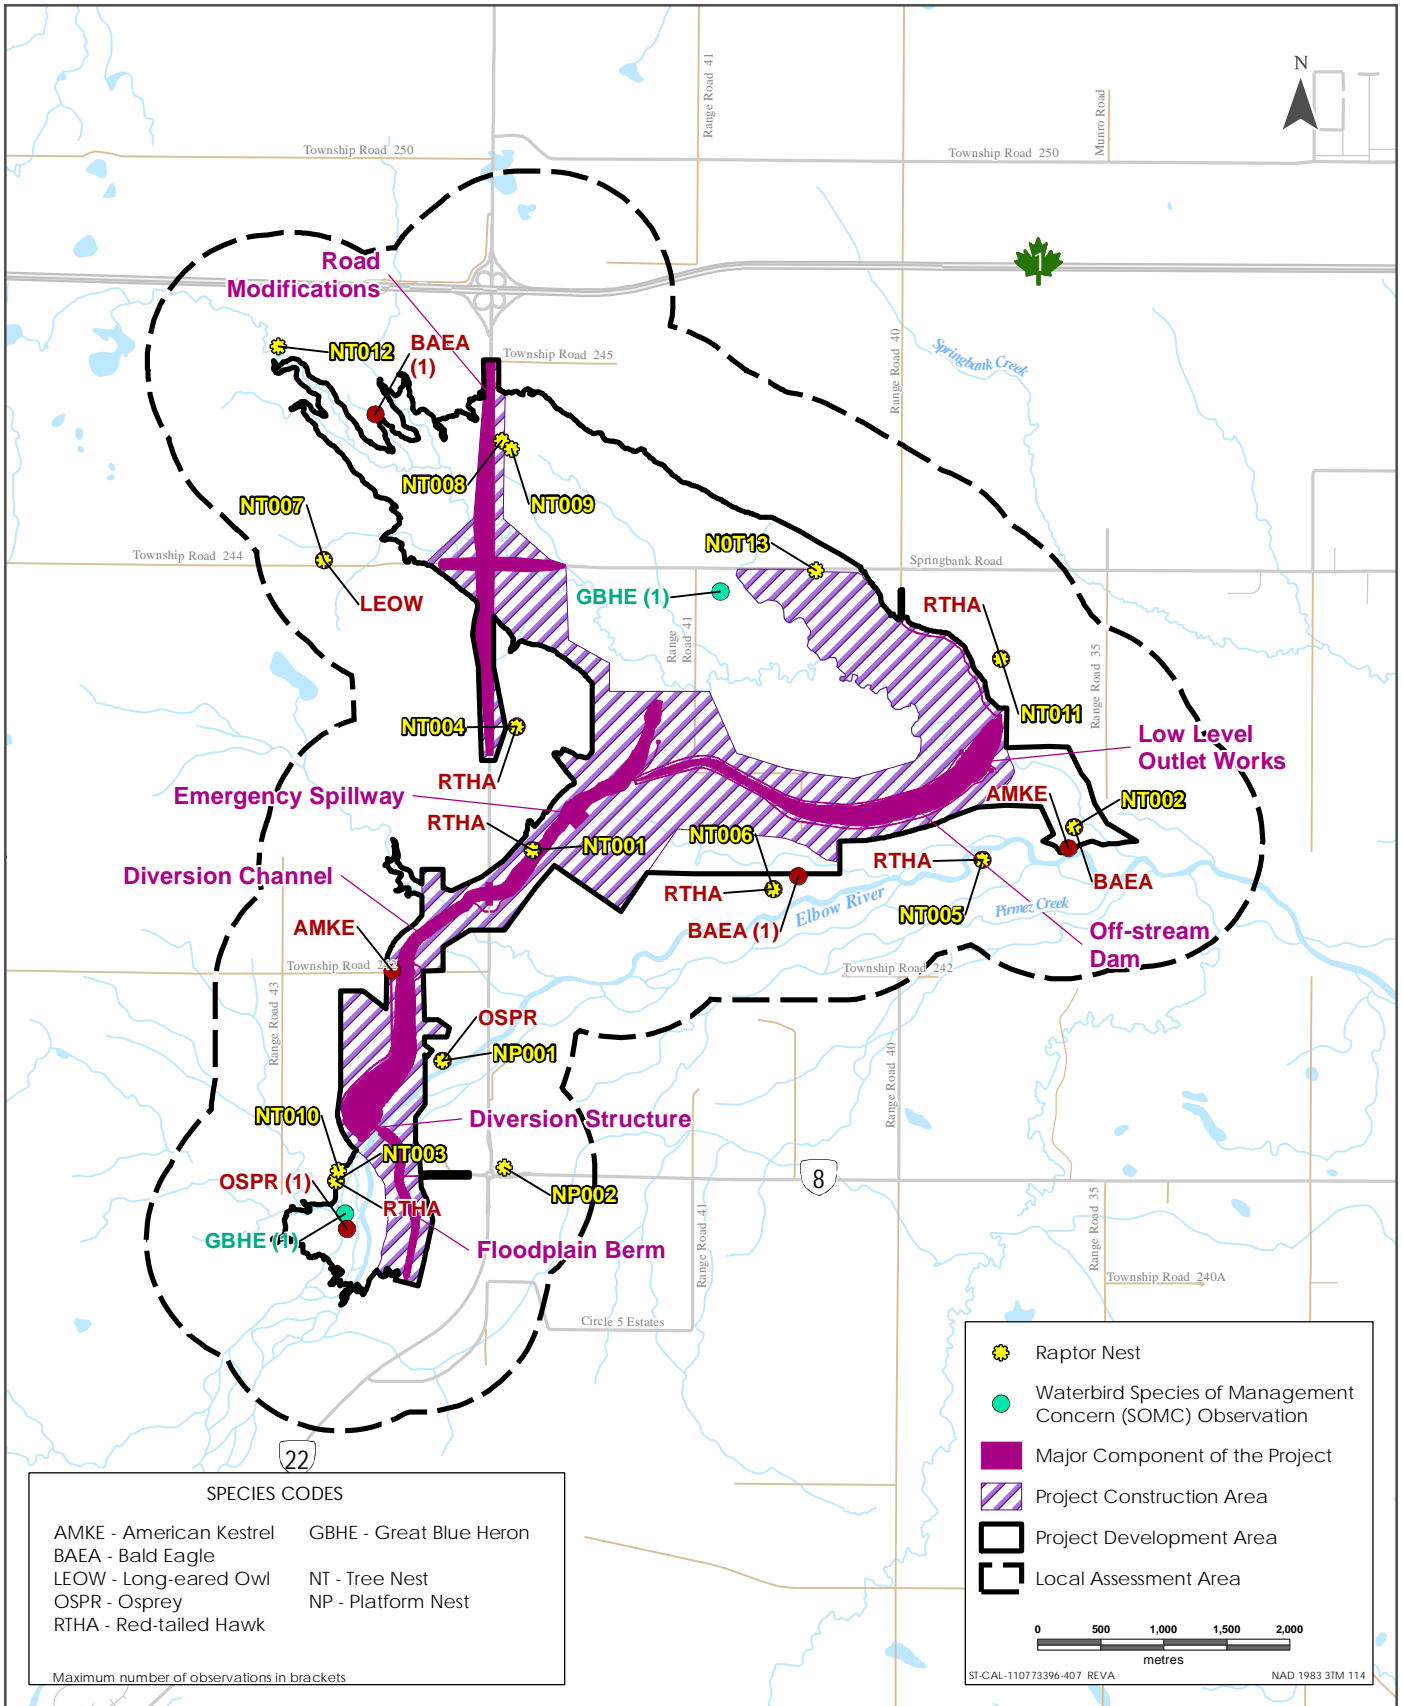 Range Road 41
Munro Road
N
Township Road 250
Township Road 250
Road
Modifications
1
NT012
BAEA
(1)
Township Road 245
Range Road 40
Springbank Creek
NT008
NT009
NT007
Township Road 244
N0T13
Springbank Road
LEOW
GBHE (1)
RTHA
Range
Road 41
Range Road 35
NT011
NT004
Low Level
Outlet Works
RTHA
Emergency Spillway
AMKE
NT002
RTHA
NT001
NT006
RTHA
Diversion Channel
RTHA
BAEA
Elbow River
NT005
Pirmez Creek
AMKE
BAEA (1)
Off-stream
Dam
Township Road 242
Township Road 242
Range Road 43
OSPR
NP001
Range Road 40
NT010
Diversion Structure
NT003
OSPR (1)
NP002
8
RTHA
GBHE (1)
Floodplain Berm
Range Road 41
Range Road 35
Township Road 240A
Circle 5 Estates
22
Raptor Nest
Waterbird Species of Management
Concern (SOMC) Observation
Major Component of the Project
Project Construction Area
Project Development Area
Local Assessment Area
0 500 1,000 1,500 2,000
metres
ST-CAL-110773396-407 REVA
NAD 1983 3TM 114
SPECIES CODES
AMKE - American Kestrel
GBHE - Great Blue Heron
BAEA - Bald Eagle
LEOW - Long-eared Owl
NT - Tree Nest
OSPR - Osprey
NP - Platform Nest
RTHA - Red-tailed Hawk
Maximum number of observations in brackets